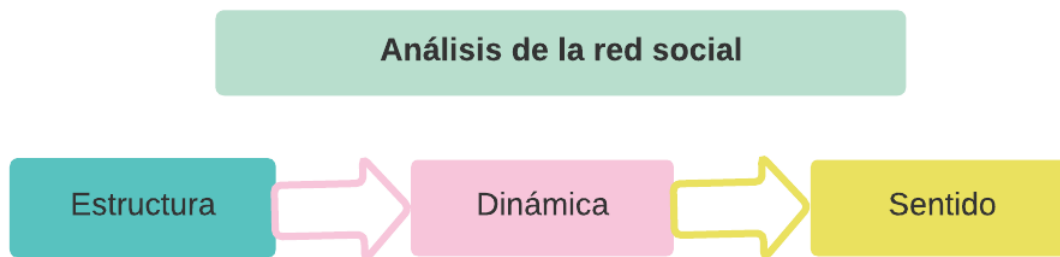 Análisis de la red social
Estructura
Dinámica
Sentido